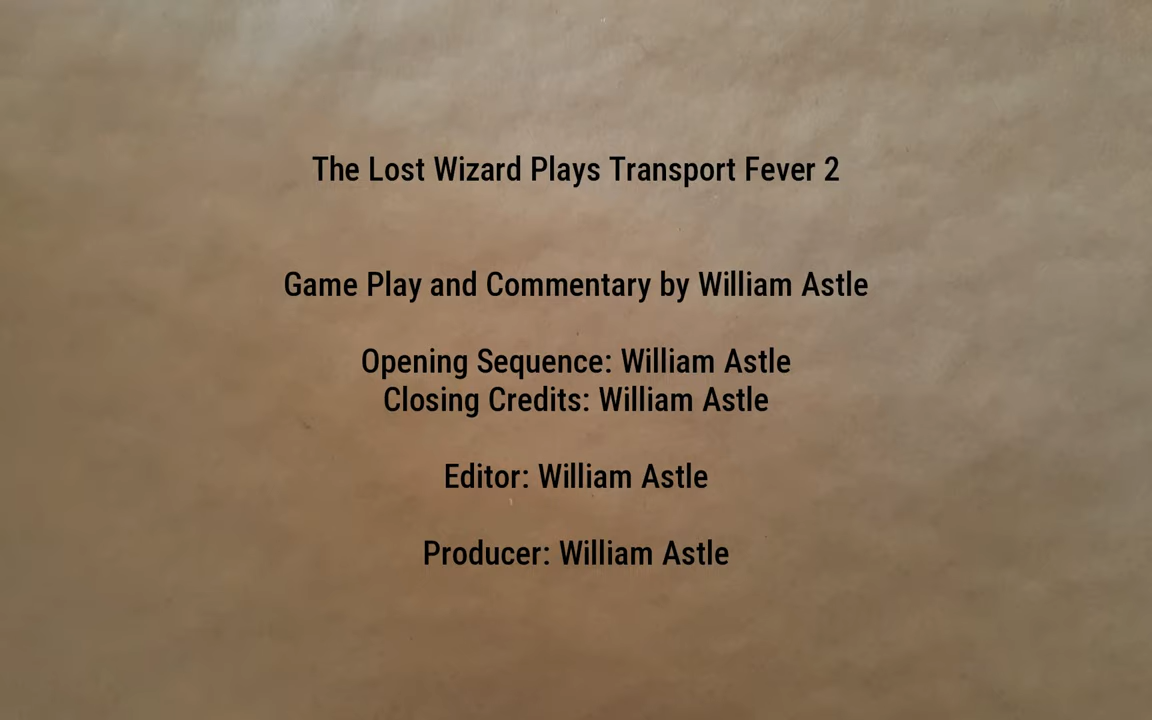 The Lost Wizard Plays Transport Fever 2
Game Play and Commentary by William Astle
Opening Sequence: William Astle
Closing Credits: William Astle
Editor: William Astle
Producer: William Astle